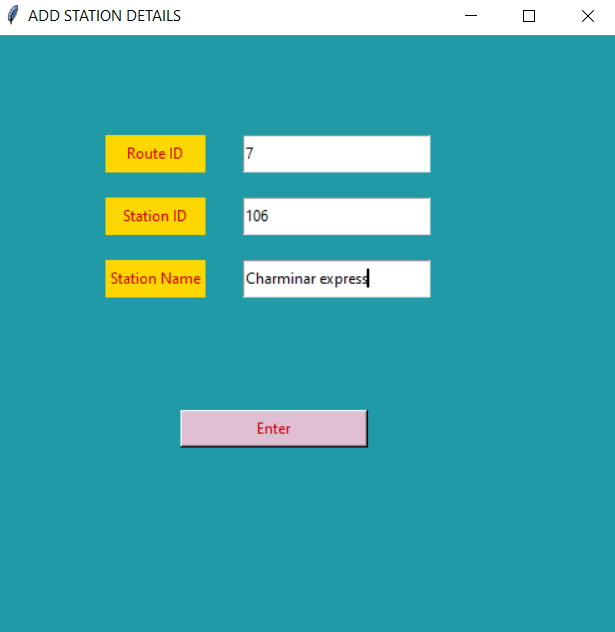 ADD STATION DETAILS
Route ID 7
Station ID 106
Station Name Charminar express
Enter